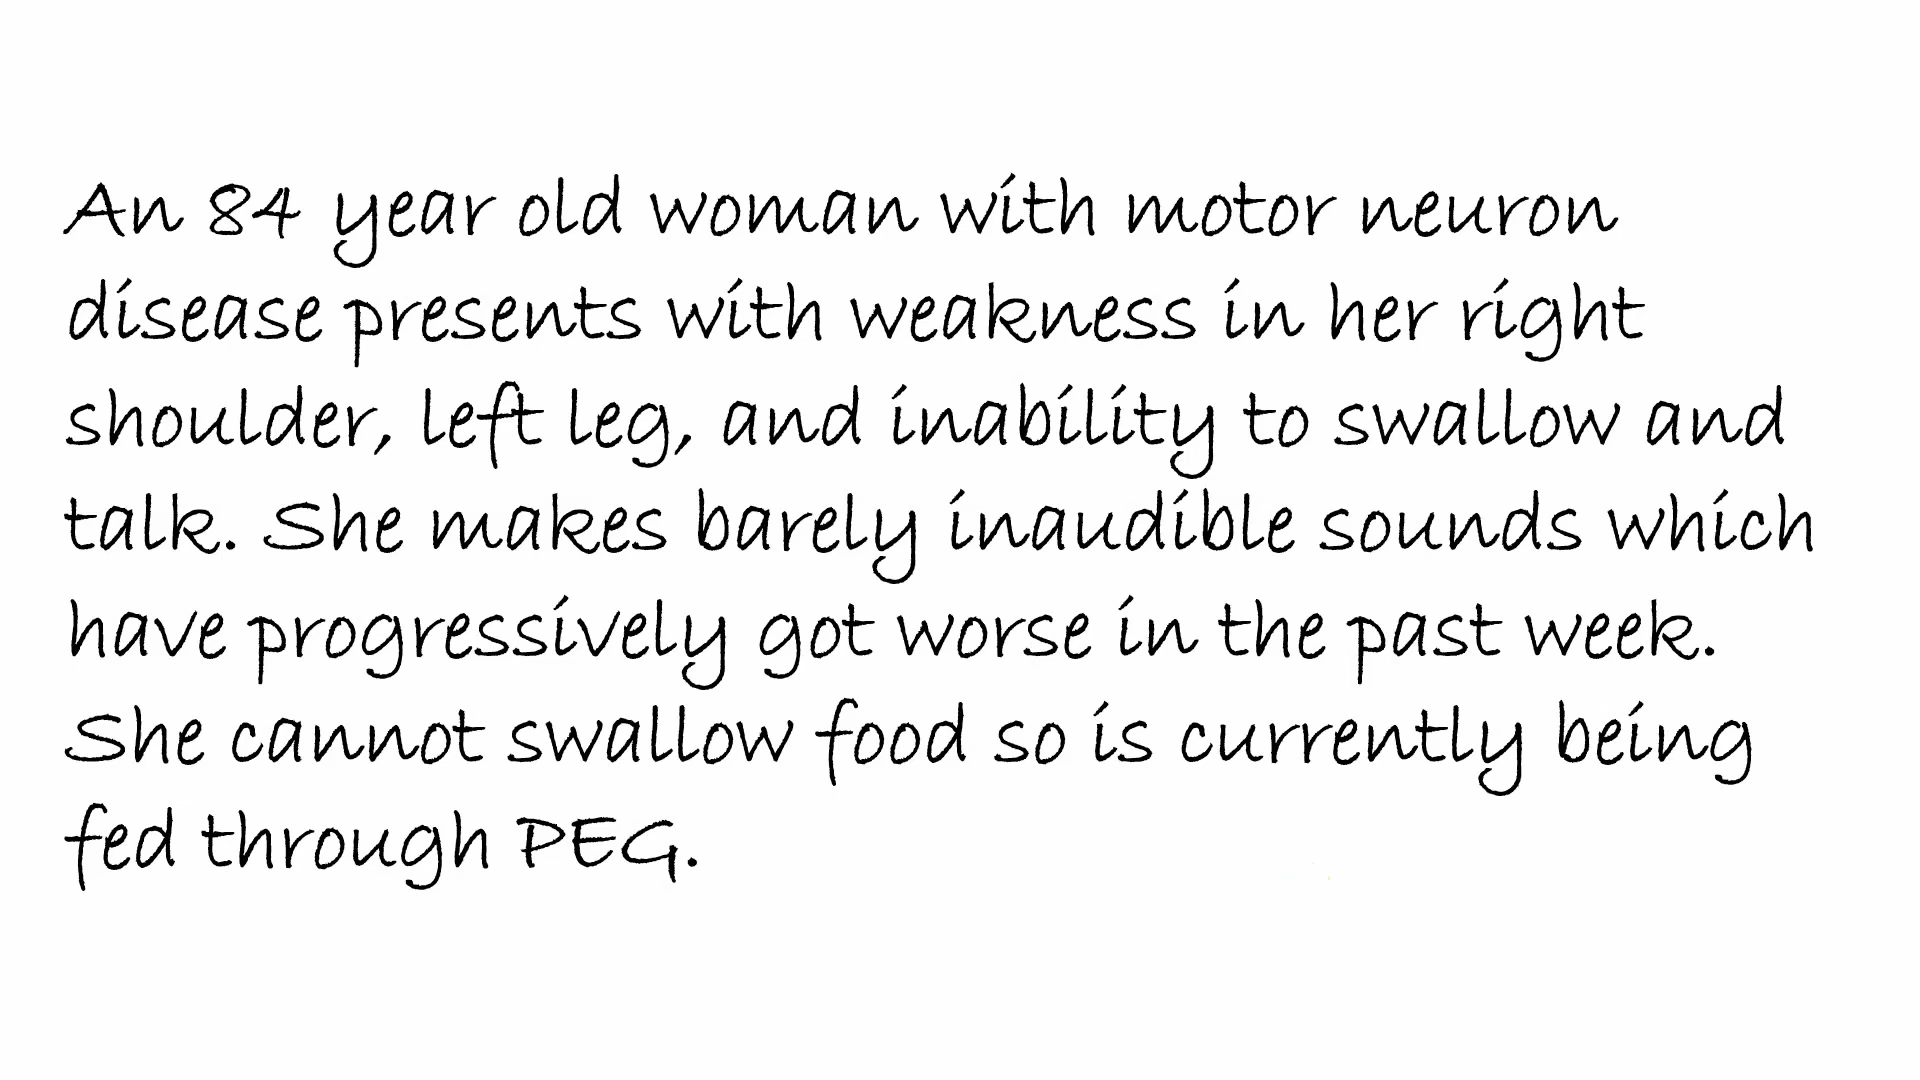 An 84 year old woman with motor neuron
disease presents with weakness in her right
shoulder, left leg, and inability to swallow and
talk. She makes barely inaudible sounds which
have progressively got worse in the past week.
She cannot swallow food so is currently being
fed through PEG.